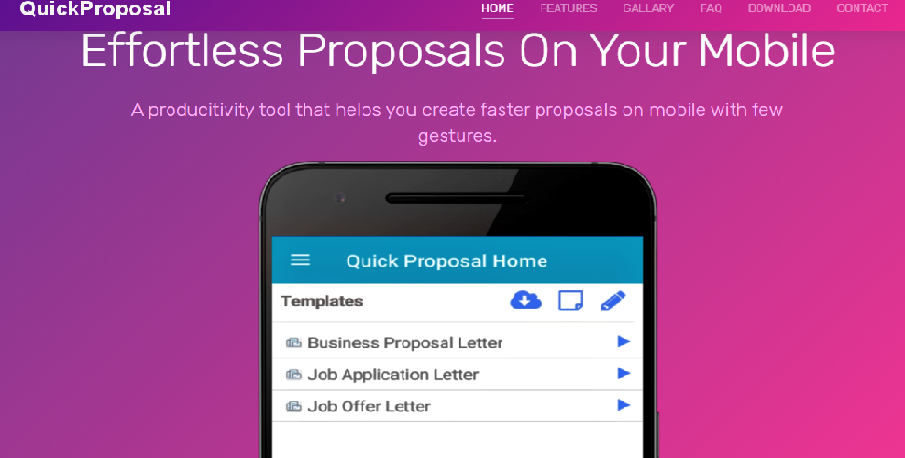 QuickProposal
HOME FEATURES GALLARY FAQ DOWNLOAD CONTACT
Effortless Proposals On Your Mobile
A producitivity tool that helps you create faster proposals on mobile with few
gestures.
Quick Proposal Home
Templates
Business Proposal Letter
Job Application Letter
Job Offer Letter